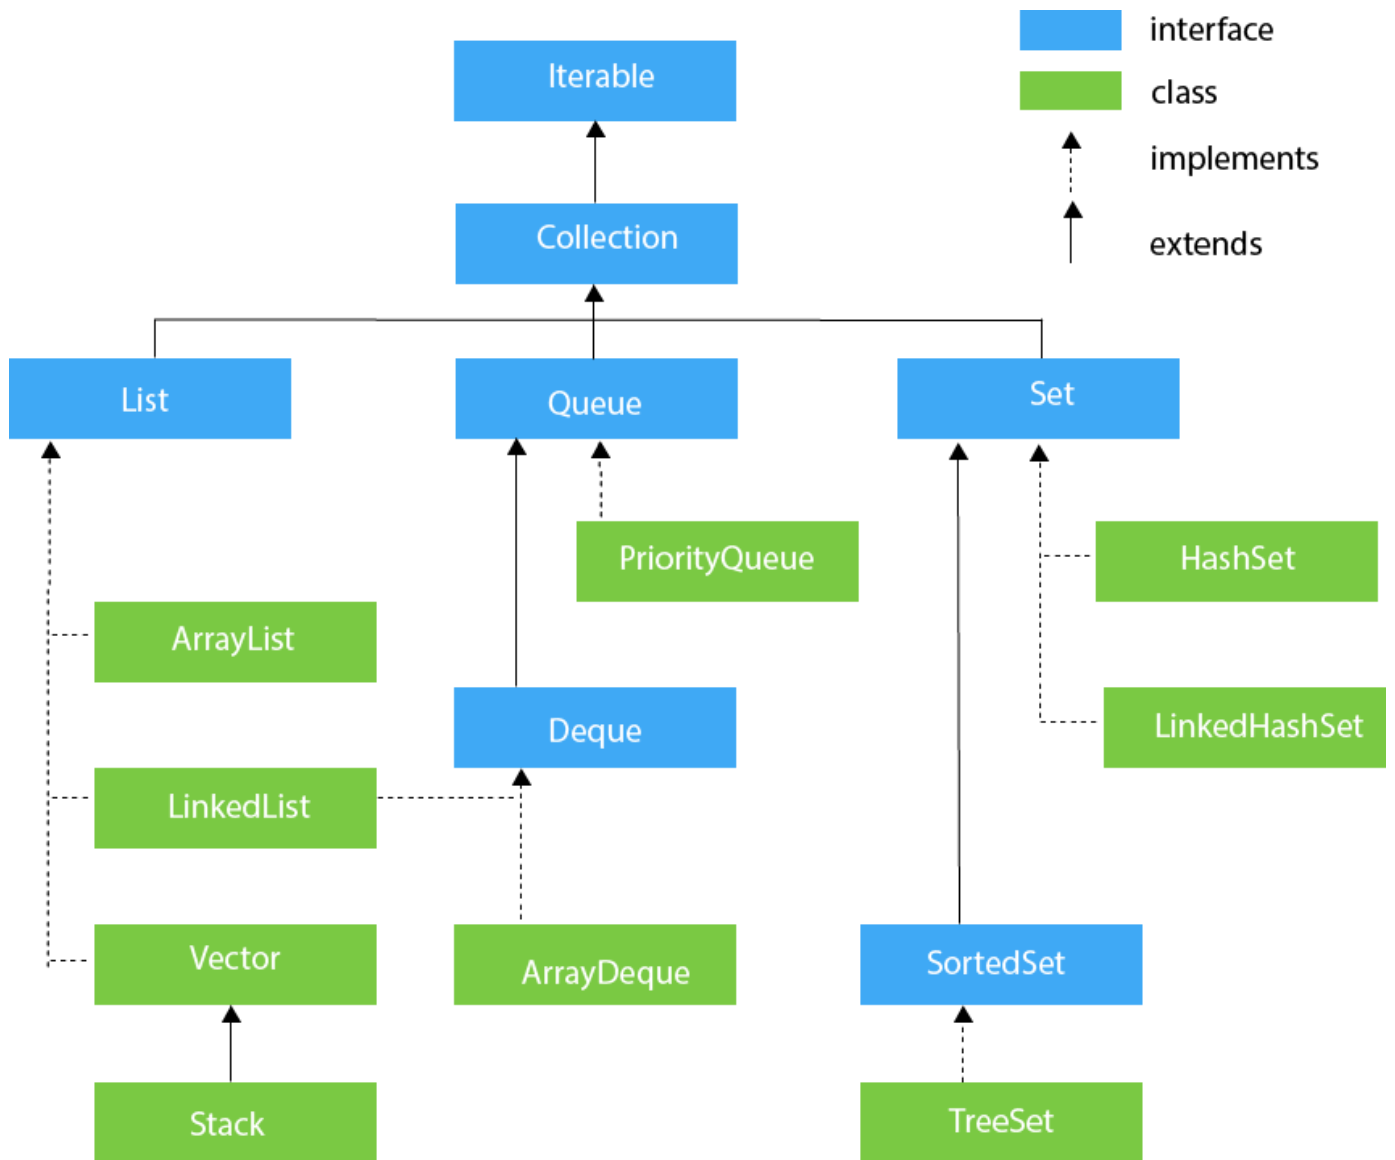 interface
Iterable
class
implements
Collection
extends
List
Queue
Set
PriorityQueue
HashSet
ArrayList
Deque
LinkedHashSet
LinkedList
Vector
ArrayDeque
SortedSet
Stack
TreeSet